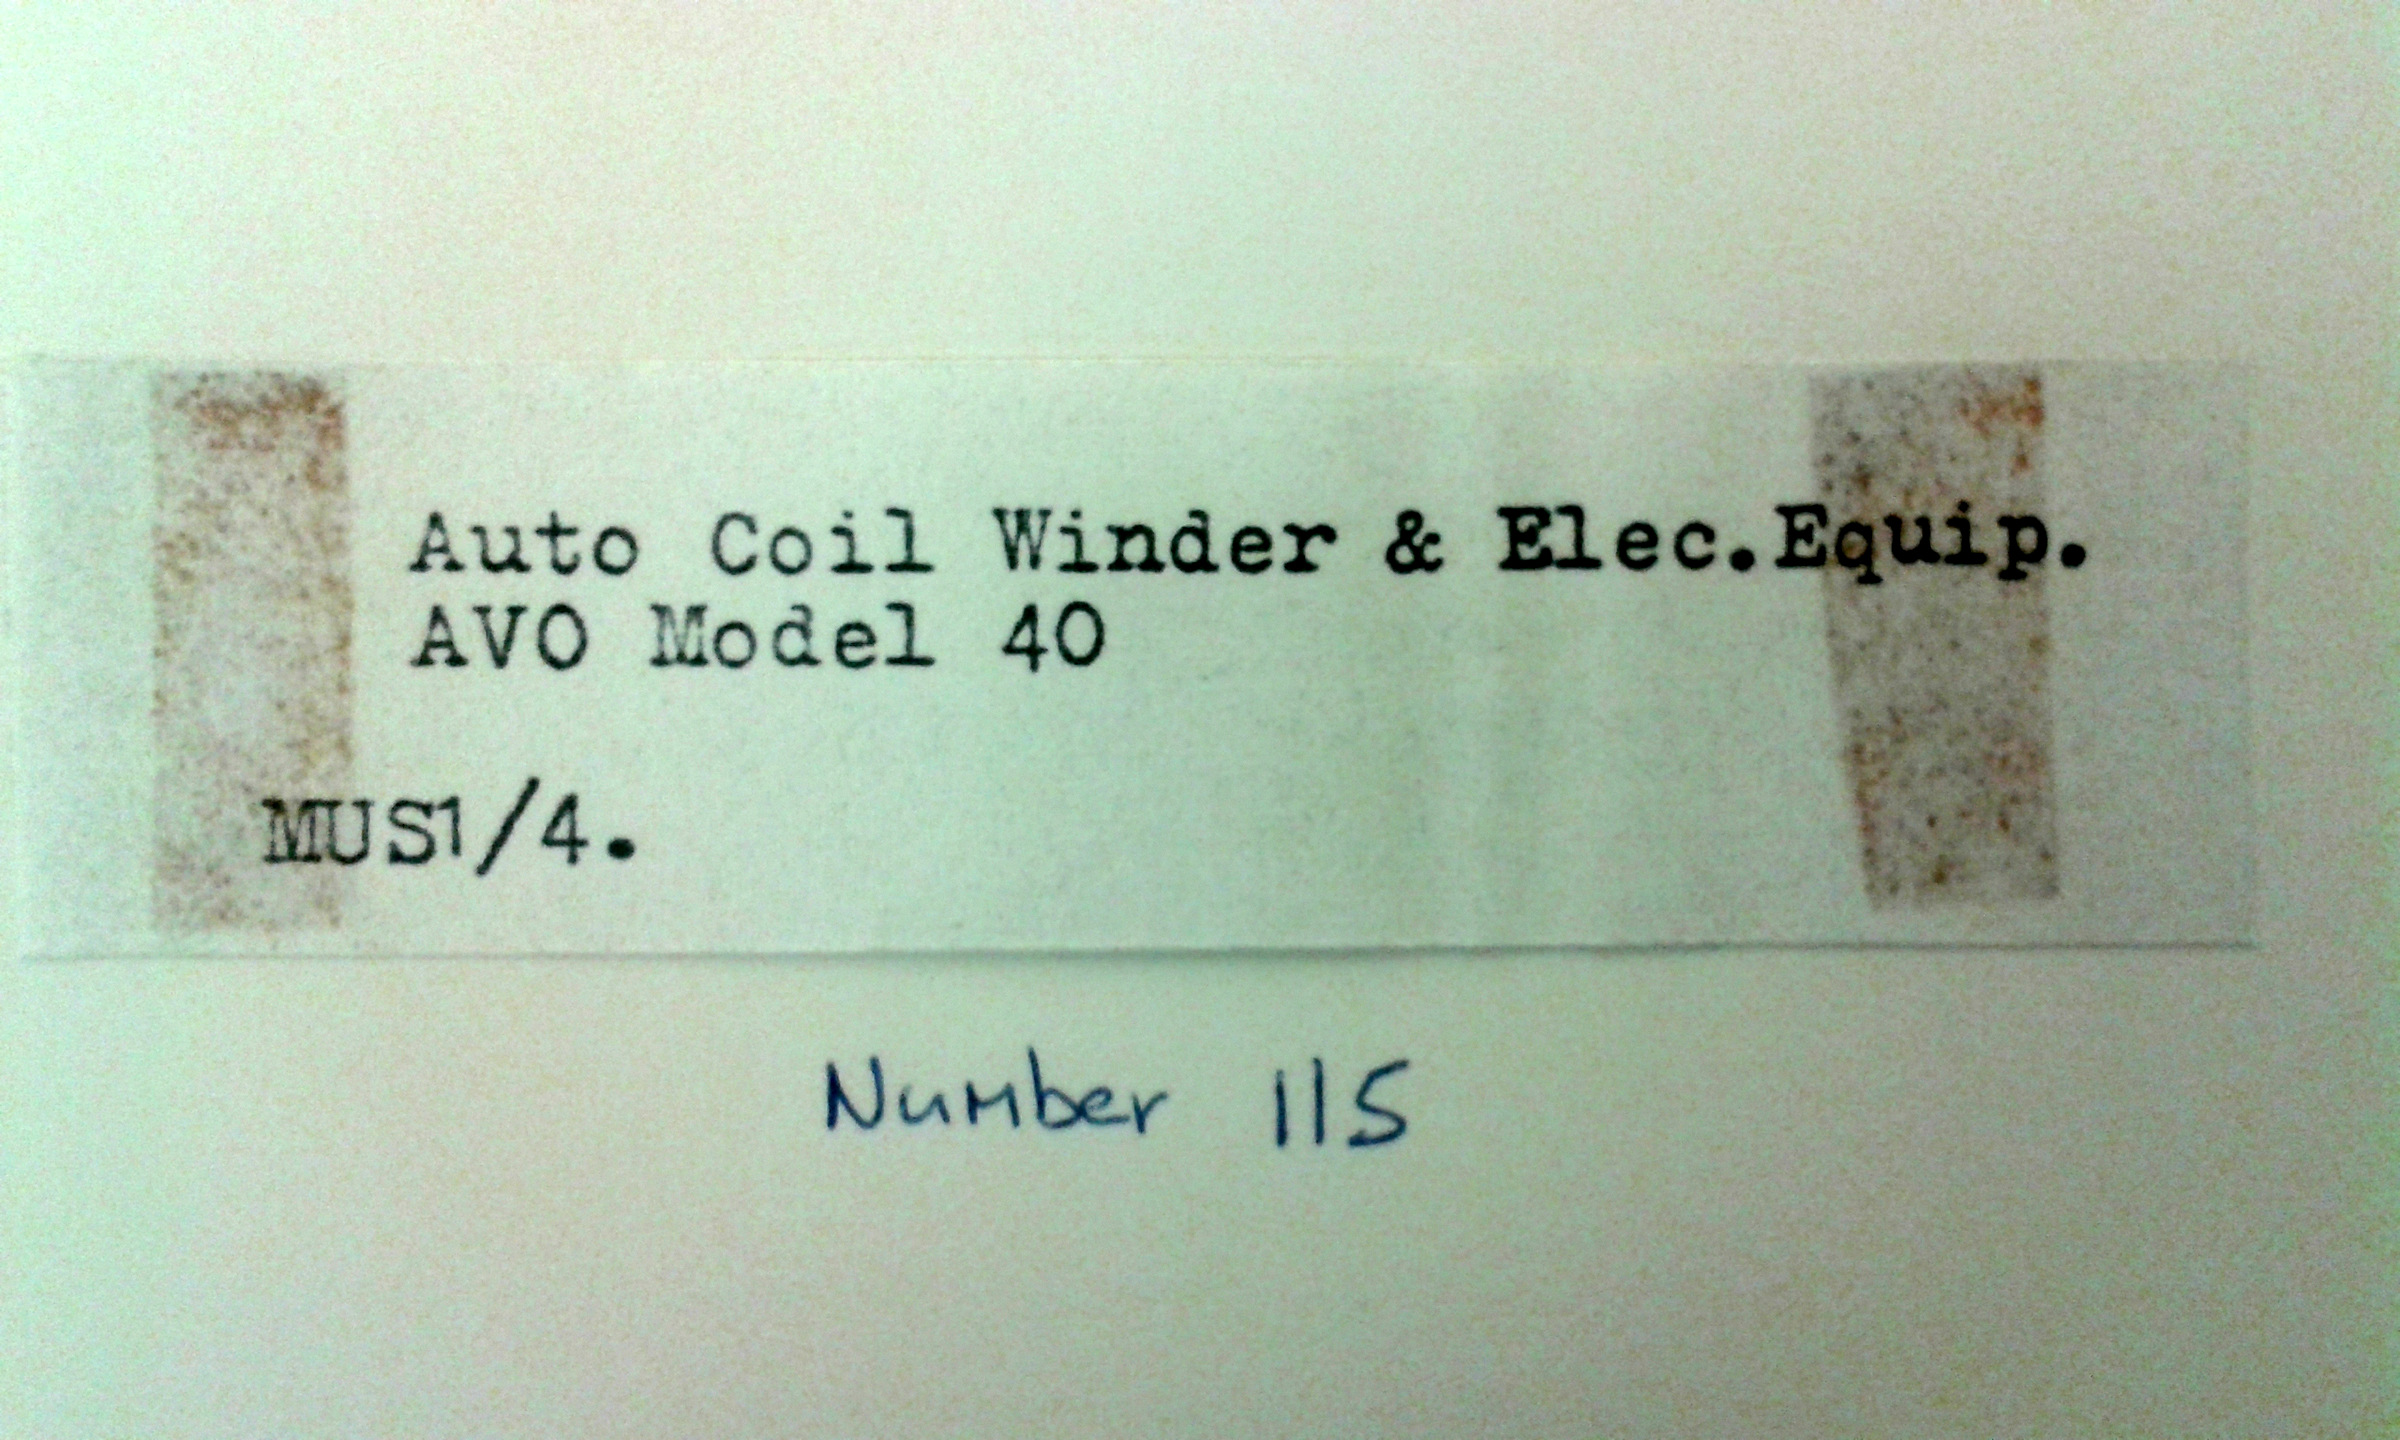 Auto Coil Winder & Elec.Equip.
AVO Model 40
MUS1/4.
Number 115